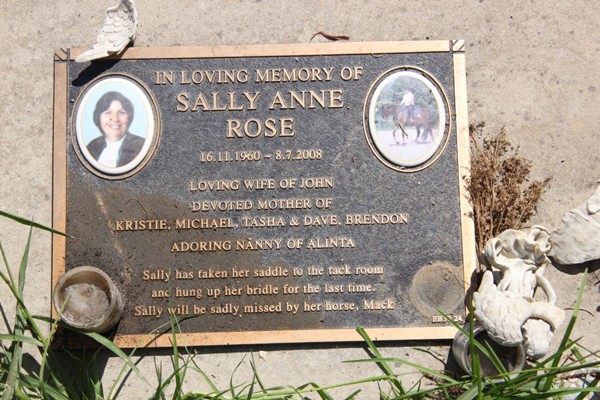 IN LOVING MEMORY OF
SALLY ANNE
ROSE
16.11.1960 - 8.7.2008
LOVING WIFE OF JOHN
DEVOTED MOTHER OF
KRISTIE, MICHAEL, TASHA & DAVE, BRENDON
ADORING NANNY OF ALINTA
Sally has taken her saddle to the tack room
and hung up her bridle for the last time.
Sally will be sadly missed by her horse, Mack